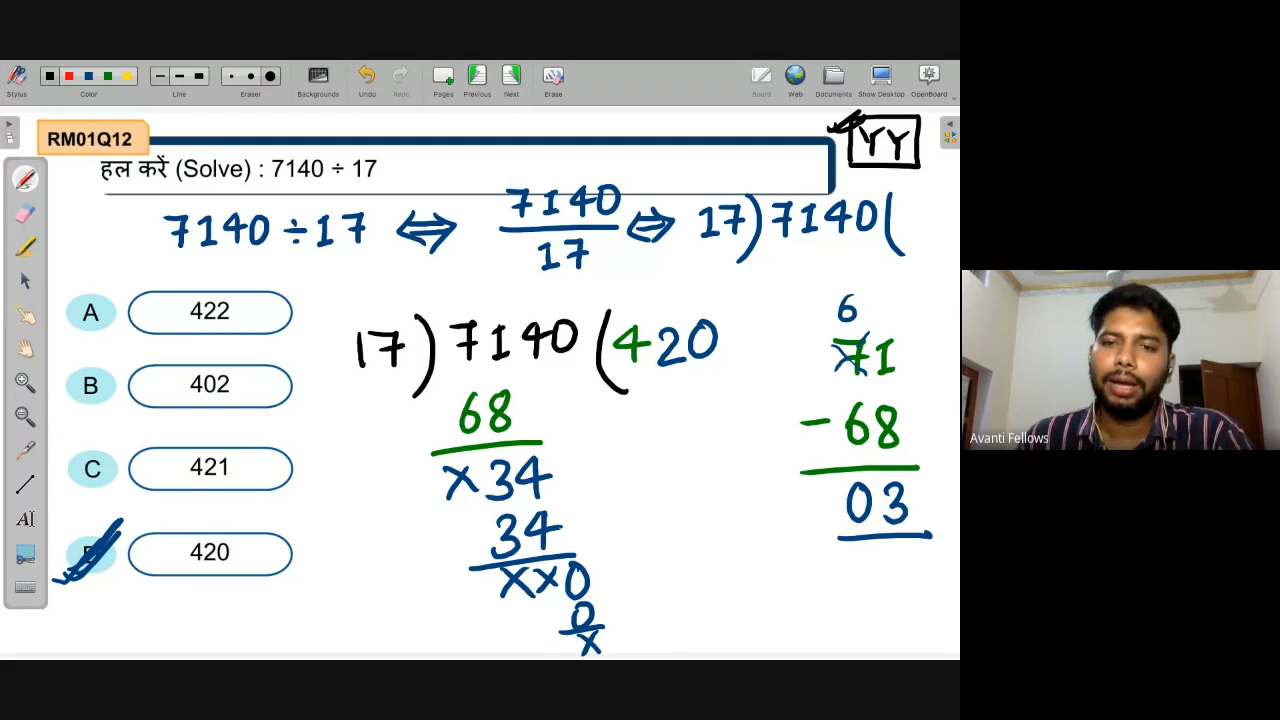 Stylus Color Line Eraser Backgrounds Undo Redo Pages Previous Next Erase Board Web Documents Show Desktop OpenBoard
RM01Q12
YY
हल करें (Solve) : 7140 ÷ 17
7140 ÷ 17 ⇔ 7140/17 ⇔ 17) 7140 (
A 422
B 402
C 421
D 420
17) 7140 (420
68
×34
34
××0
0
×
6
71
- 68
03
Avanti Fellows